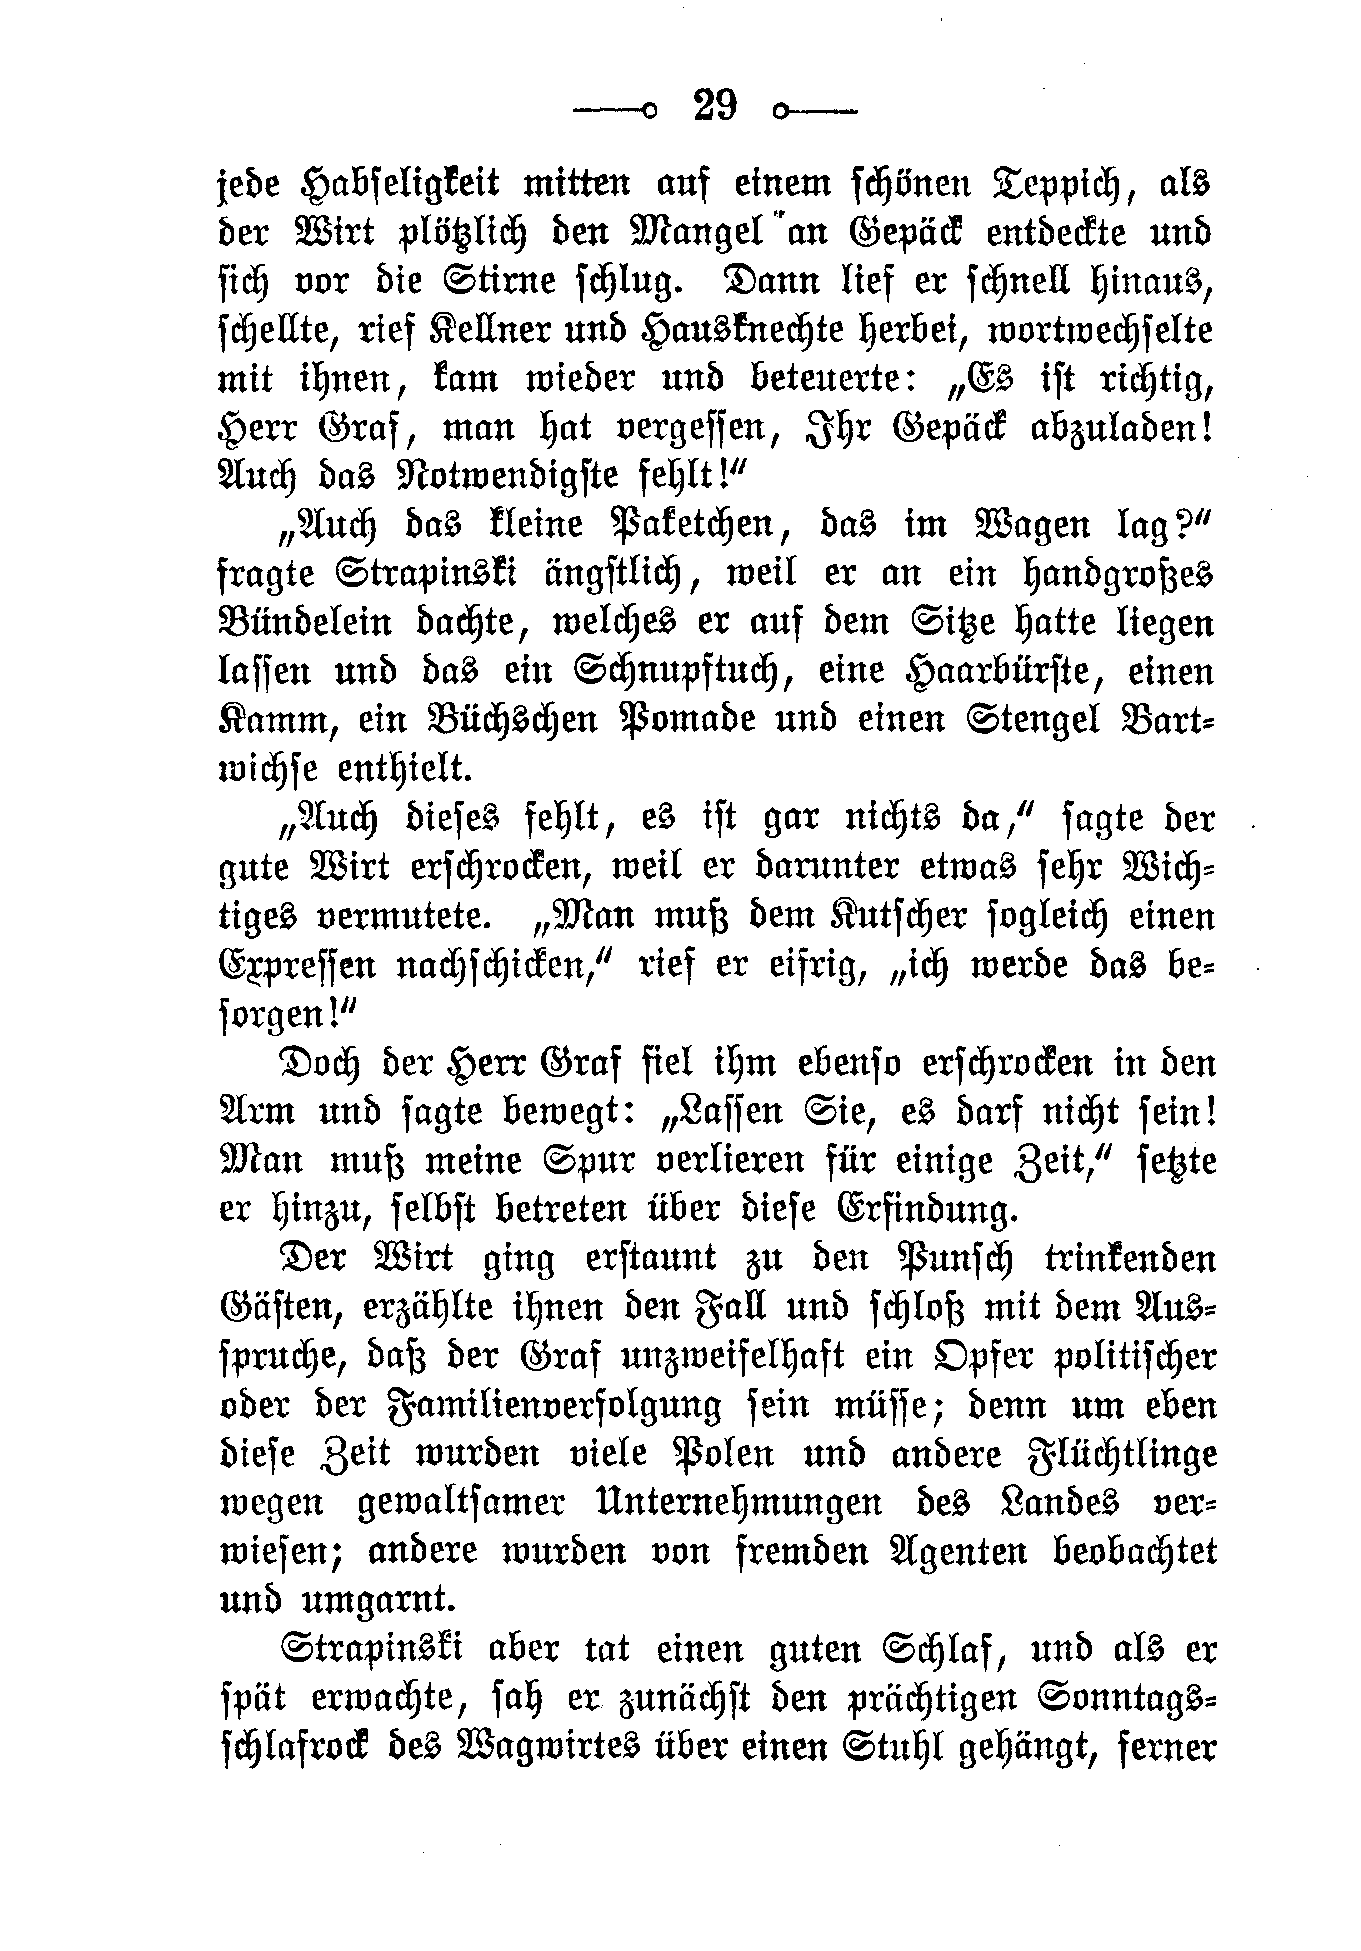 29
jede Habseligkeit mitten auf einem schönen Teppich, als
der Wirt plötzlich den Mangel an Gepäck entdeckte und
sich vor die Stirne schlug. Dann lief er schnell hinaus,
schellte, rief Kellner und Hausknechte herbei, wortwechselte
mit ihnen, kam wieder und beteuerte: „Es ist richtig,
Herr Graf, man hat vergessen, Ihr Gepäck abzuladen!
Auch das Notwendigste fehlt!“
„Auch das kleine Paketchen, das im Wagen lag?“
fragte Strapinski ängstlich, weil er an ein handgroßes
Bündelein dachte, welches er auf dem Sitze hatte liegen
lassen und das ein Schnupftuch, eine Haarbürste, einen
Kamm, ein Büchschen Pomade und einen Stengel Bart-
wichse enthielt.
„Auch dieses fehlt, es ist gar nichts da,“ sagte der
gute Wirt erschrocken, weil er darunter etwas sehr Wich-
tiges vermutete. „Man muß dem Kutscher sogleich einen
Expressen nachschicken,“ rief er eifrig, „ich werde das be-
sorgen!“
Doch der Herr Graf fiel ihm ebenso erschrocken in den
Arm und sagte bewegt: „Lassen Sie, es darf nicht sein!
Man muß meine Spur verlieren für einige Zeit,“ setzte
er hinzu, selbst betreten über diese Erfindung.
Der Wirt ging erstaunt zu den Punsch trinkenden
Gästen, erzählte ihnen den Fall und schloß mit dem Aus-
spruche, daß der Graf unzweifelhaft ein Opfer politischer
oder der Familienverfolgung sein müsse; denn um eben
diese Zeit wurden viele Polen und andere Flüchtlinge
wegen gewaltsamer Unternehmungen des Landes ver-
wiesen; andere wurden von fremden Agenten beobachtet
und umgarnt.
Strapinski aber tat einen guten Schlaf, und als er
spät erwachte, sah er zunächst den prächtigen Sonntags-
schlafrock des Wagwirtes über einen Stuhl gehängt, ferner